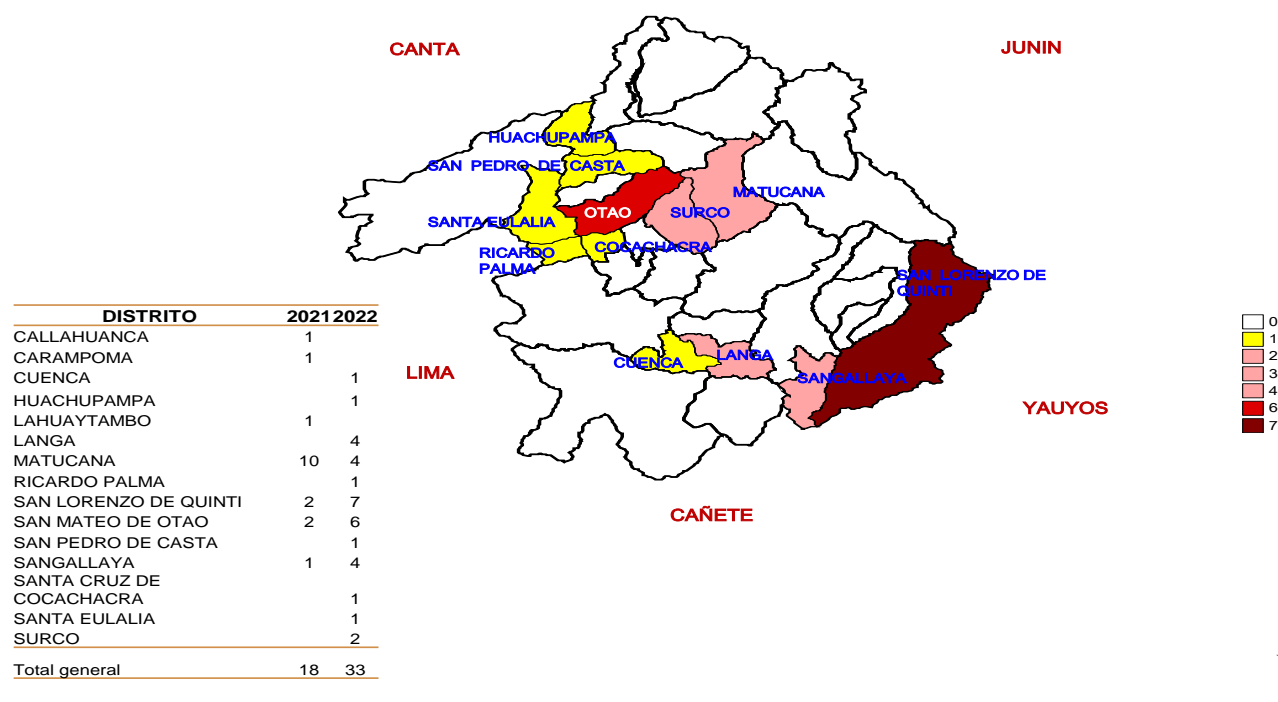 CANTA
JUNIN
HUACHUPAMPA
SAN PEDRO DE CASTA
MATUCANA
OTAO
SURCO
SANTA EULALIA
COCACHACRA
RICARDO
PALMA
SAN LORENZO DE
QUINTI
CUENCA
LANGA
SANGALLAYA
LIMA
YAUYOS
CAÑETE
0
1
2
3
4
6
7
DISTRITO 2021 2022
CALLAHUANCA 1
CARAMPOMA 1
CUENCA 1
HUACHUPAMPA 1
LAHUAYTAMBO 1
LANGA 4
MATUCANA 10 4
RICARDO PALMA 1
SAN LORENZO DE QUINTI 2 7
SAN MATEO DE OTAO 2 6
SAN PEDRO DE CASTA 1
SANGALLAYA 1 4
SANTA CRUZ DE
COCACHACRA 1
SANTA EULALIA 1
SURCO 2
Total general 18 33